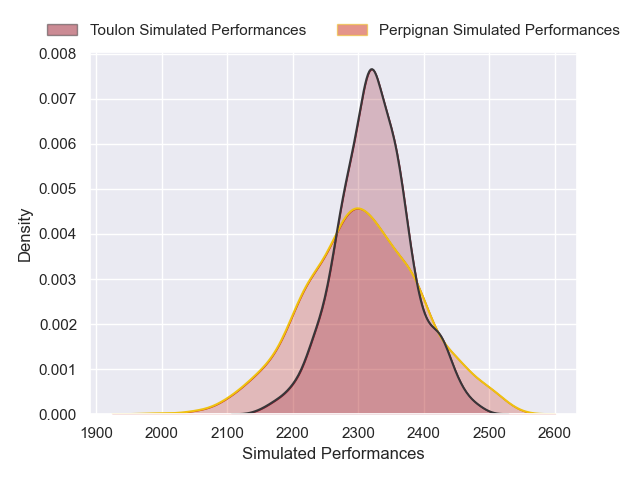 Toulon Simulated Performances Perpignan Simulated Performances
0.008
0.007
0.006
0.005
0.004
0.003
0.002
0.001
0.000
Density
1900 2000 2100 2200 2300 2400 2500 2600
Simulated Performances